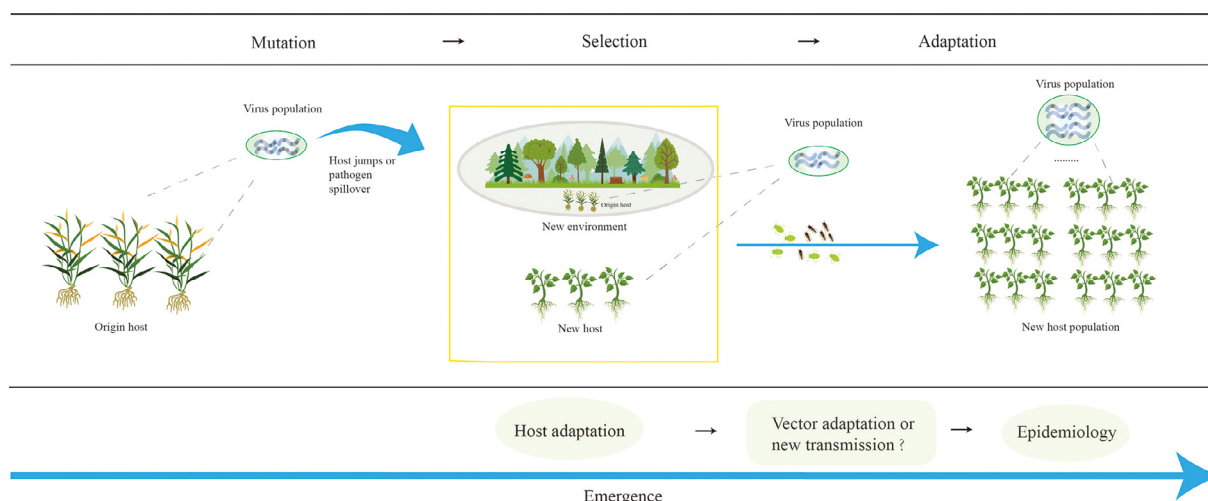 Mutation → Selection → Adaptation
Virus population
Virus population
Host jumps or
pathogen
spillover
Virus population
Origin host
New environment
.........
Origin host
New host
New host population
Host adaptation → Vector adaptation or
new transmission ? → Epidemiology
Emergence